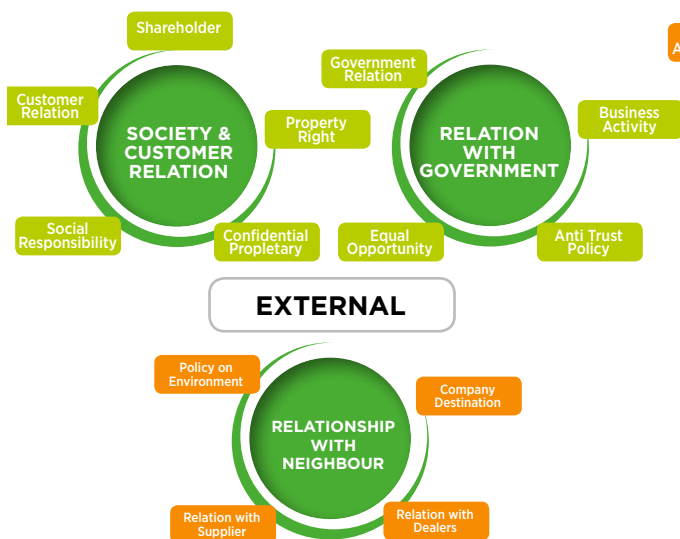 Shareholder
Customer
Relation
Property
Right
SOCIETY &
CUSTOMER
RELATION
Social
Responsibility
Confidential
Propletary
Government
Relation
Business
Activity
RELATION
WITH
GOVERNMENT
Equal
Opportunity
Anti Trust
Policy
A
EXTERNAL
Policy on
Environment
Company
Destination
RELATIONSHIP
WITH
NEIGHBOUR
Relation with
Supplier
Relation with
Dealers